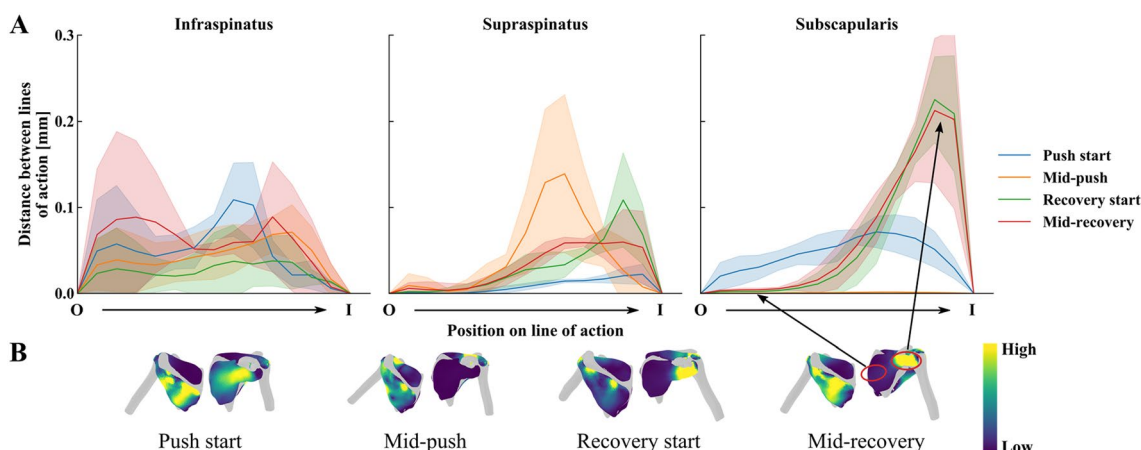 A
Infraspinatus
Supraspinatus
Subscapularis
Distance between lines
of action [mm]
0.3
0.2
0.1
0.0
Push start
Mid-push
Recovery start
Mid-recovery
O
I
O
I
O
I
Position on line of action
B
Push start
Mid-push
Recovery start
Mid-recovery
High
Low